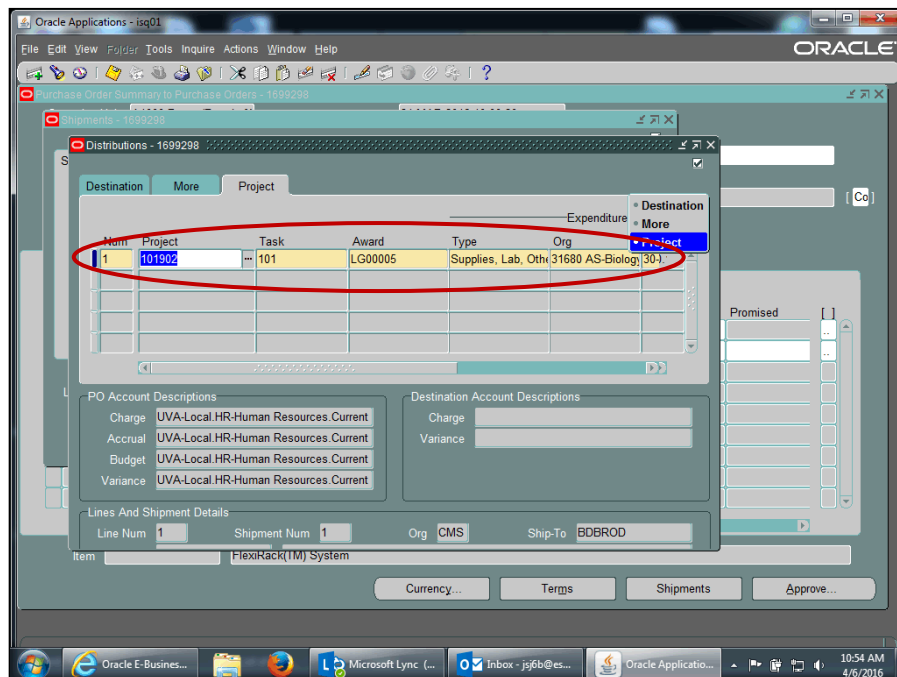 Oracle Applications - isq01
File Edit View Folder Tools Inquire Actions Window Help
ORACLE
Purchase Order Summary to Purchase Orders - 1699298
Shipments - 1699298
Distributions - 1699298
Destination More Project
[ Co ]
Destination
More
Project
Expenditure
Num Project Task Award Type Org
1 101902 ... 101 LG00005 Supplies, Lab, Othe 31680 AS-Biology 30-
Promised [ ]
PO Account Descriptions
Charge UVA-Local.HR-Human Resources.Current
Accrual UVA-Local.HR-Human Resources.Current
Budget UVA-Local.HR-Human Resources.Current
Variance UVA-Local.HR-Human Resources.Current
Destination Account Descriptions
Charge
Variance
Lines And Shipment Details
Line Num 1 Shipment Num 1 Org CMS Ship-To BDBROD
Item FlexiRack(TM) System
Currency... Terms Shipments Approve...
Oracle E-Busines... Microsoft Lync (... Inbox - jsj6b@es... Oracle Applicatio... 10:54 AM
4/6/2016